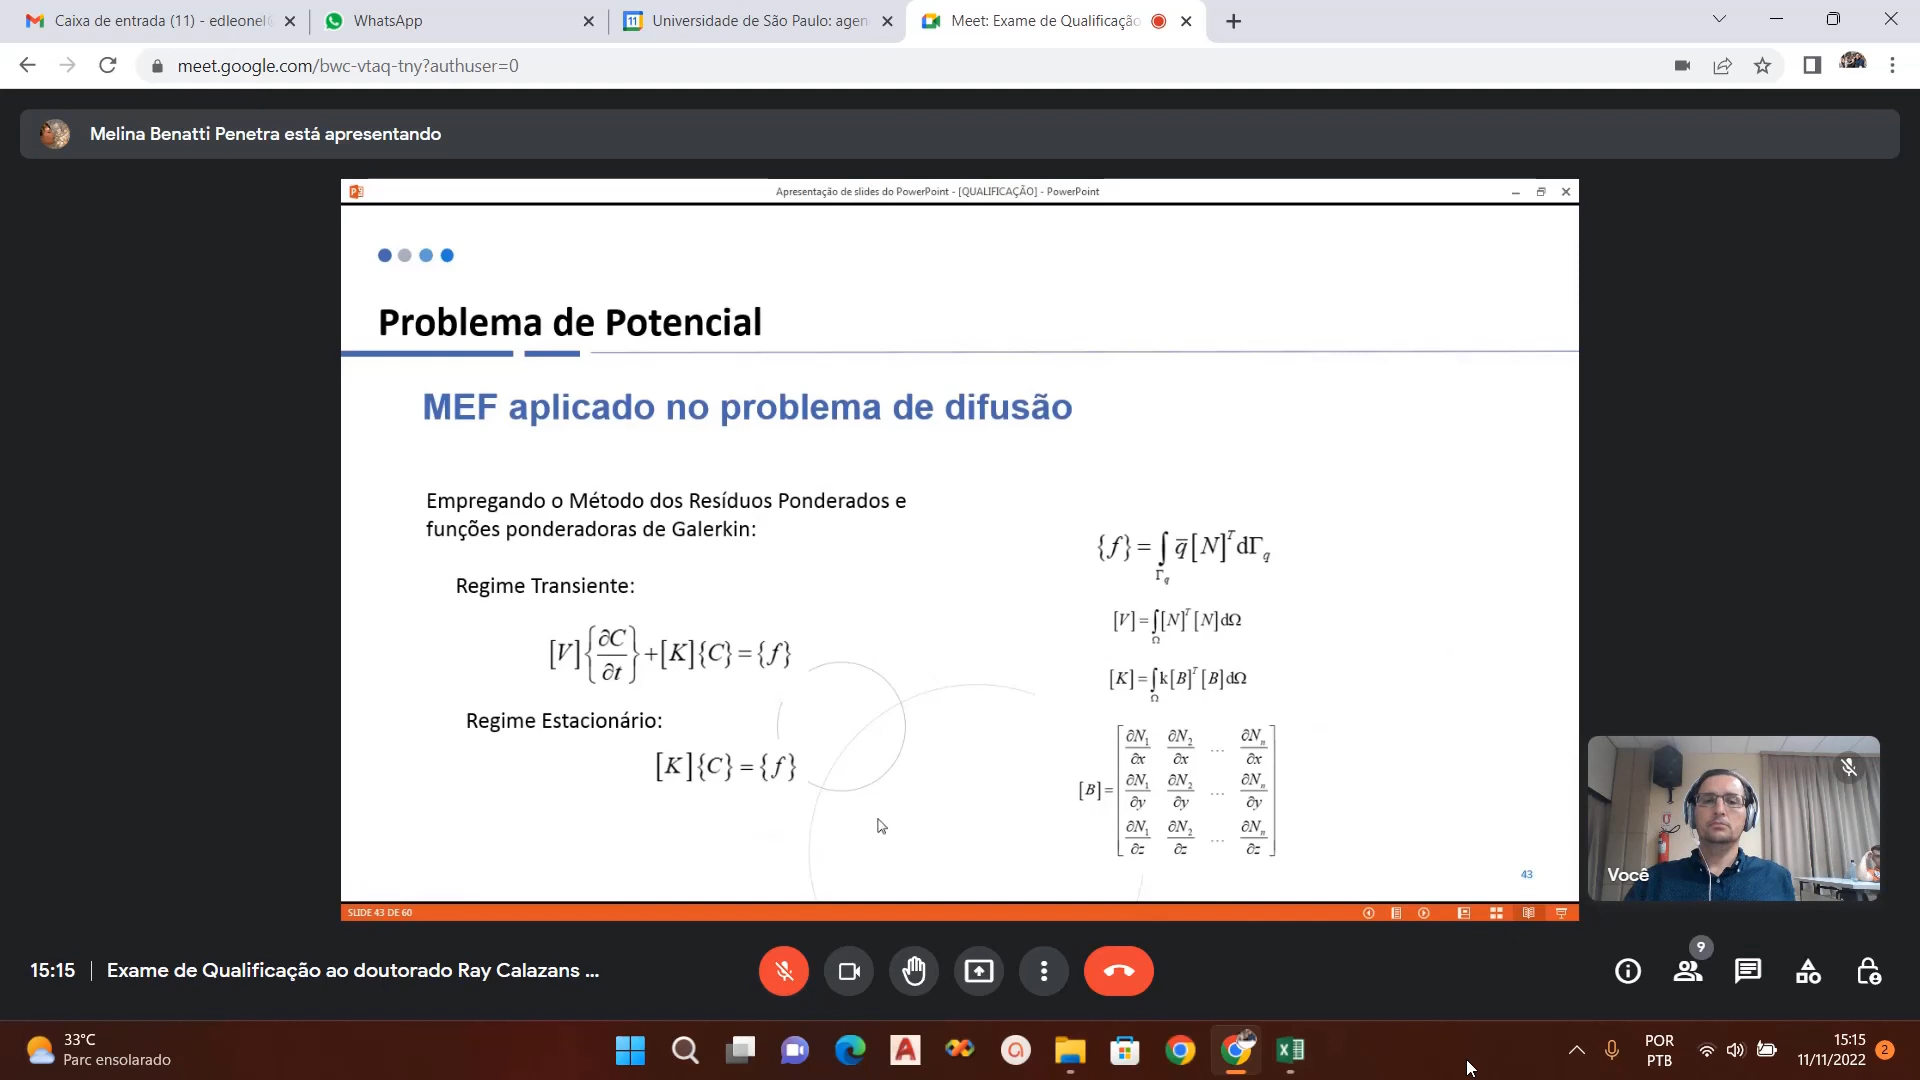 Caixa de entrada (11) - edleonel
WhatsApp
11
Universidade de São Paulo: agen
Meet: Exame de Qualificação
meet.google.com/bwc-vtaq-tny?authuser=0
Melina Benatti Penetra está apresentando
Apresentação de slides do PowerPoint - [QUALIFICAÇÃO] - PowerPoint
Problema de Potencial
MEF aplicado no problema de difusão
Empregando o Método dos Resíduos Ponderados e
funções ponderadoras de Galerkin:
Regime Transiente:
[V]{∂C/∂t}+[K]{C}={f}
Regime Estacionário:
[K]{C}={f}
{f}=∫Γq q̅[N]^T dΓq
[V]=∫Ω[N]^T[N]dΩ
[K]=∫Ωk[B]^T[B]dΩ
[B]=
∂N1/∂x ∂N2/∂x ... ∂Nn/∂x
∂N1/∂y ∂N2/∂y ... ∂Nn/∂y
∂N1/∂z ∂N2/∂z ... ∂Nn/∂z
43
SLIDE 43 DE 60
Você
15:15 | Exame de Qualificação ao doutorado Ray Calazans ...
9
33°C
Parc ensolarado
POR
PTB
15:15
11/11/2022
2